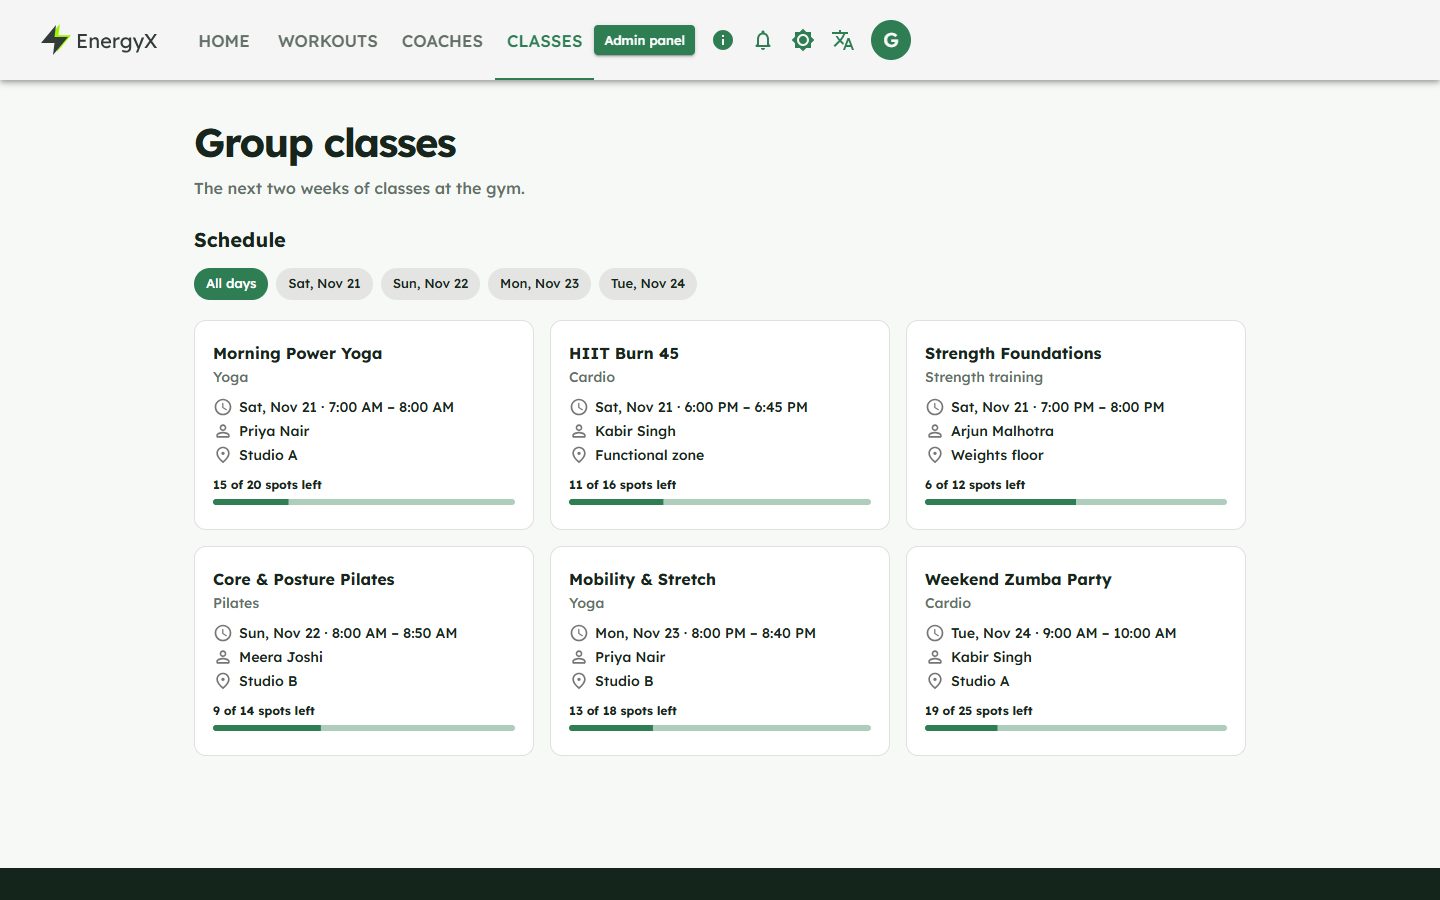 EnergyX
HOME
WORKOUTS
COACHES
CLASSES
Admin panel
G
Group classes
The next two weeks of classes at the gym.
Schedule
All days
Sat, Nov 21
Sun, Nov 22
Mon, Nov 23
Tue, Nov 24
Morning Power Yoga
Yoga
Sat, Nov 21 · 7:00 AM – 8:00 AM
Priya Nair
Studio A
15 of 20 spots left
HIIT Burn 45
Cardio
Sat, Nov 21 · 6:00 PM – 6:45 PM
Kabir Singh
Functional zone
11 of 16 spots left
Strength Foundations
Strength training
Sat, Nov 21 · 7:00 PM – 8:00 PM
Arjun Malhotra
Weights floor
6 of 12 spots left
Core & Posture Pilates
Pilates
Sun, Nov 22 · 8:00 AM – 8:50 AM
Meera Joshi
Studio B
9 of 14 spots left
Mobility & Stretch
Yoga
Mon, Nov 23 · 8:00 PM – 8:40 PM
Priya Nair
Studio B
13 of 18 spots left
Weekend Zumba Party
Cardio
Tue, Nov 24 · 9:00 AM – 10:00 AM
Kabir Singh
Studio A
19 of 25 spots left